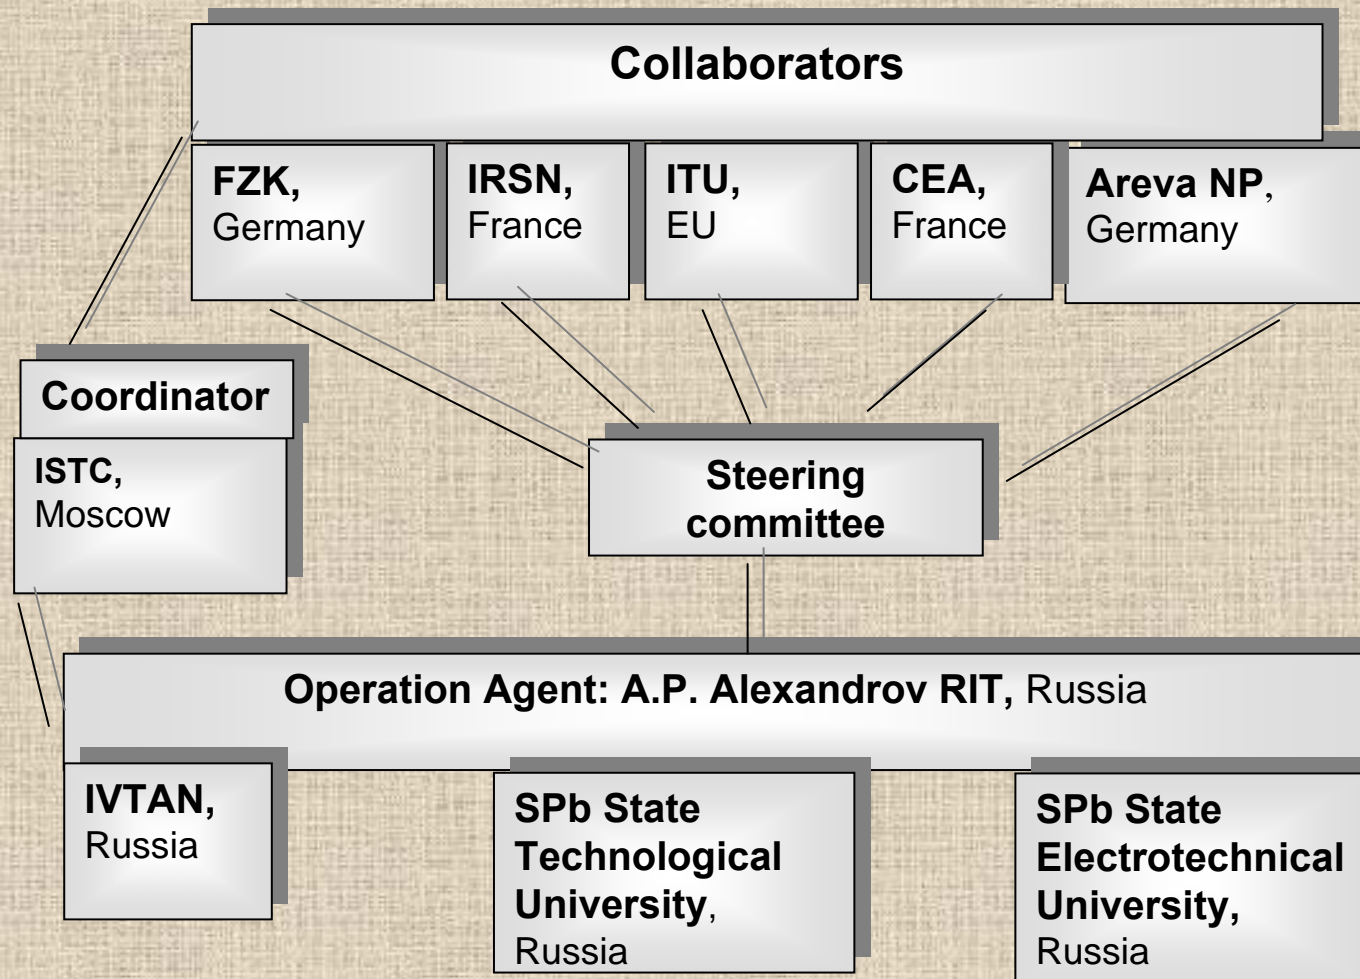 Collaborators
FZK,
Germany
IRSN,
France
ITU,
EU
CEA,
France
Areva NP,
Germany
Coordinator
ISTC,
Moscow
Steering
committee
Operation Agent: A.P. Alexandrov RIT, Russia
IVTAN,
Russia
SPb State
Technological
University,
Russia
SPb State
Electrotechnical
University,
Russia